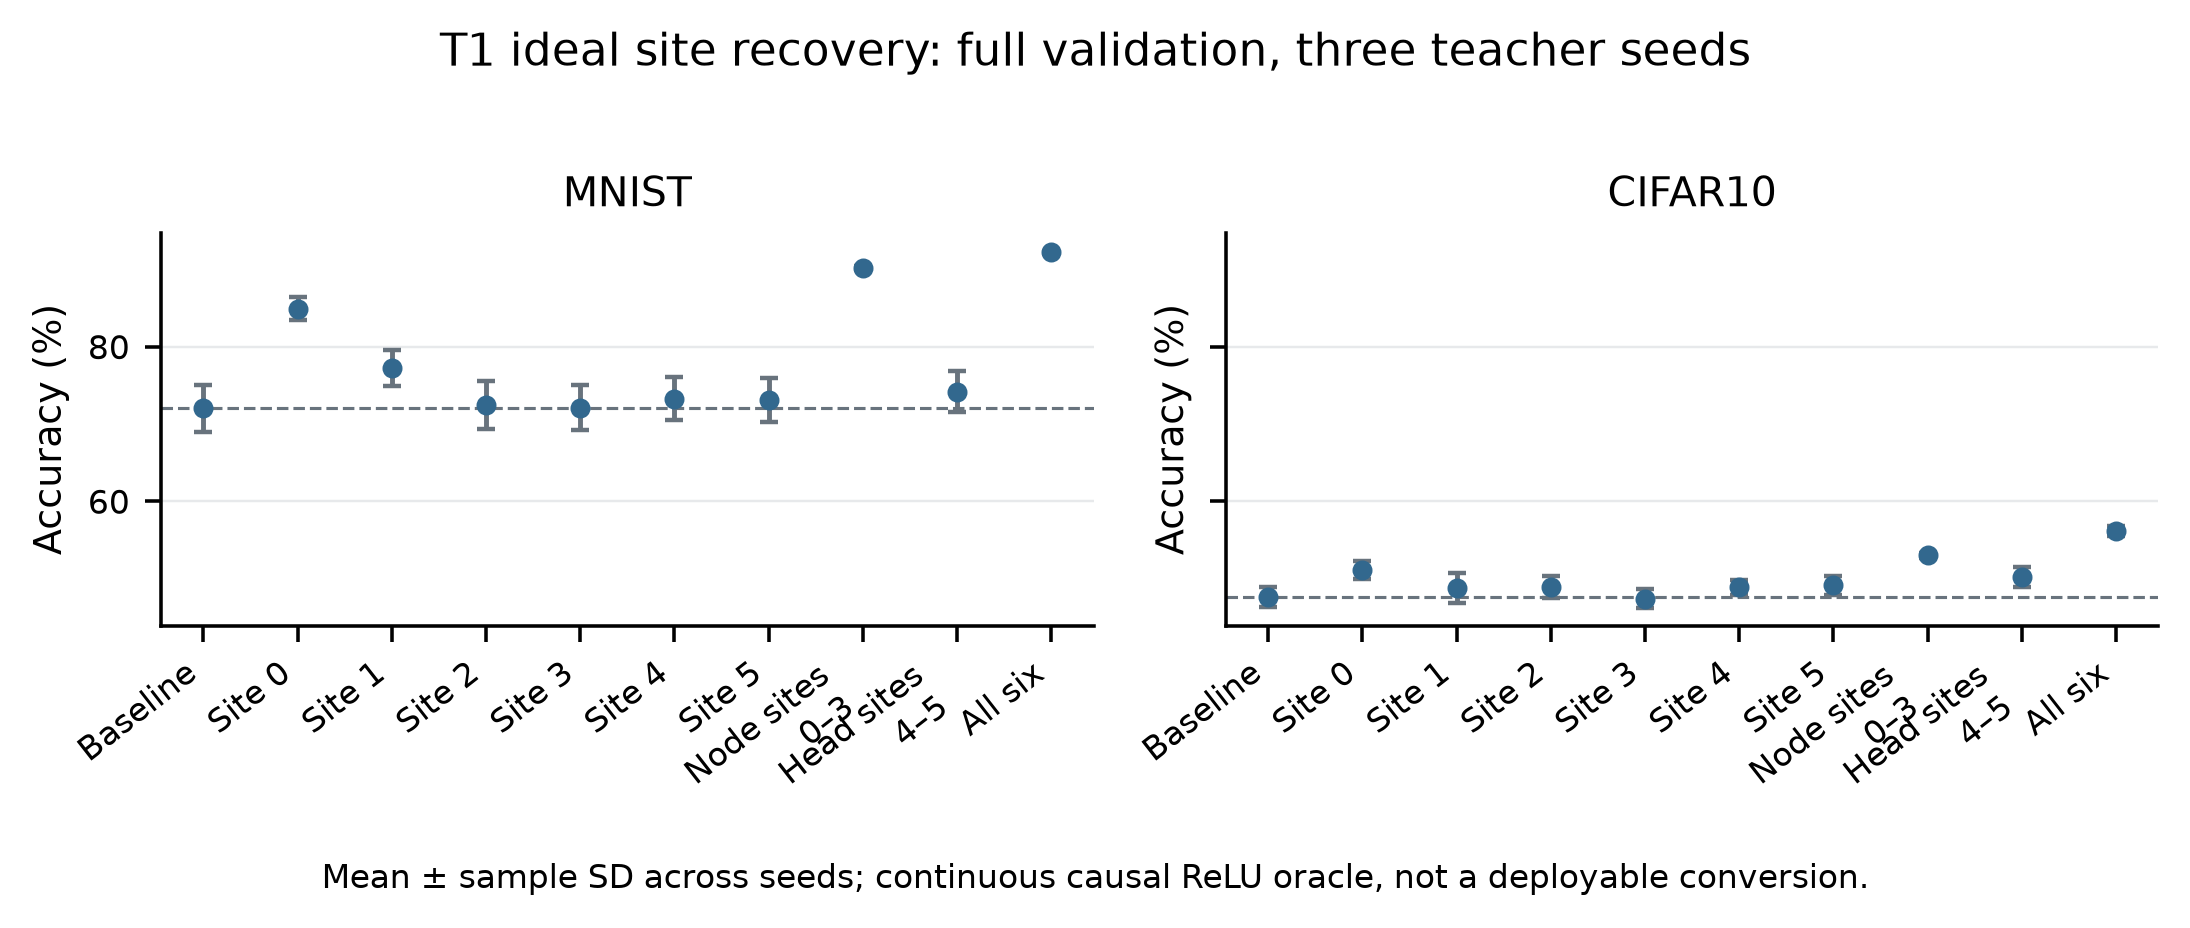 T1 ideal site recovery: full validation, three teacher seeds
MNIST
Accuracy (%)
80
60
Baseline
Site 0
Site 1
Site 2
Site 3
Site 4
Site 5
Node sites
0–3
Head sites
4–5
All six
CIFAR10
Accuracy (%)
Baseline
Site 0
Site 1
Site 2
Site 3
Site 4
Site 5
Node sites
0–3
Head sites
4–5
All six
Mean ± sample SD across seeds; continuous causal ReLU oracle, not a deployable conversion.